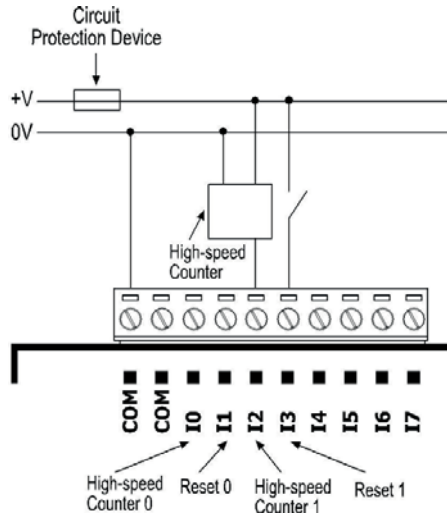 Circuit
Protection Device
+V
0V
High-speed
Counter
COM
COM
I0
I1
I2
I3
I4
I5
I6
I7
High-speed
Counter 0
Reset 0
High-speed
Counter 1
Reset 1